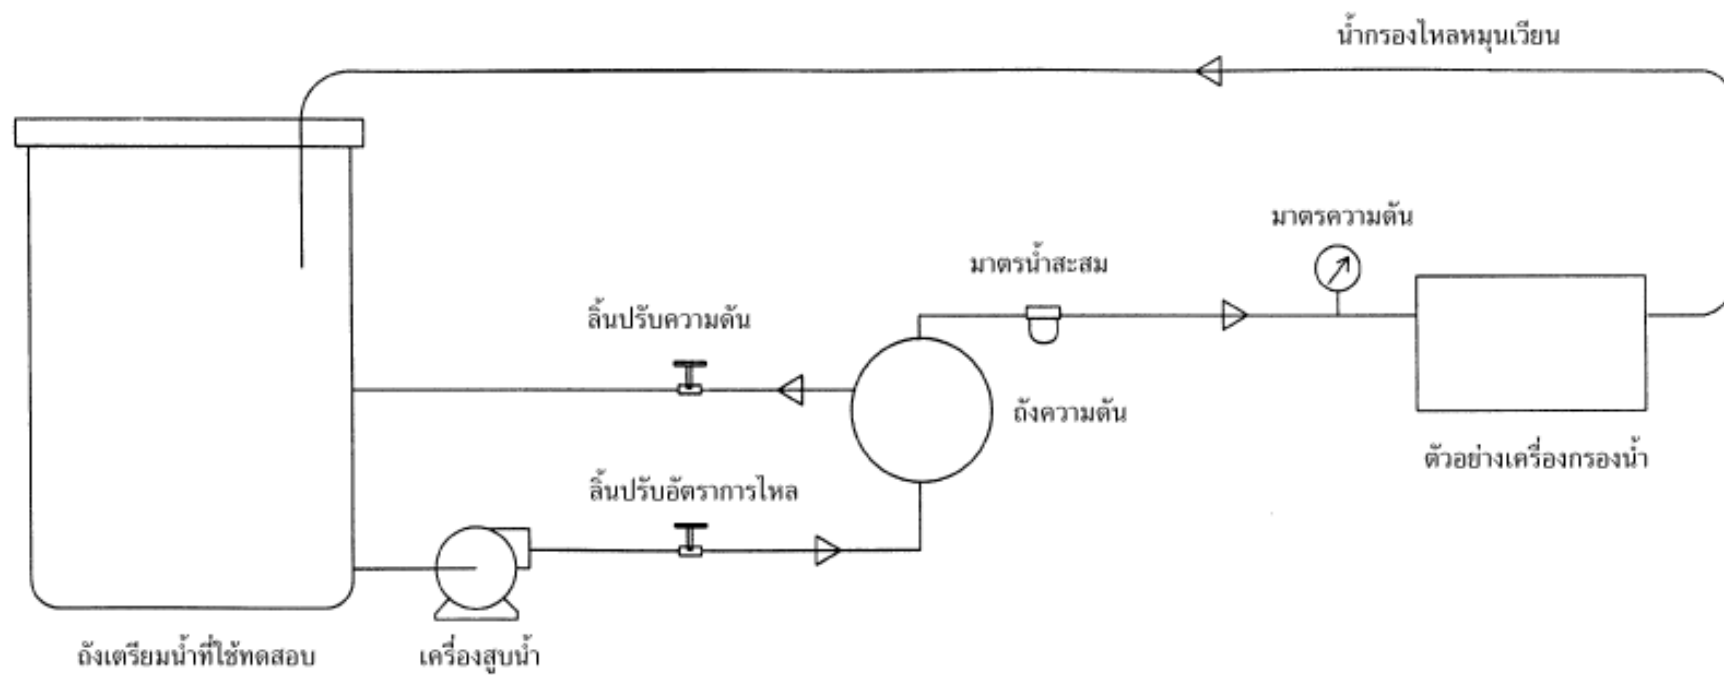 น้ำกรองไหลหมุนเวียน
มาตรความดัน
มาตรน้ำสะสม
ลิ้นปรับความดัน
ถังความดัน
ตัวอย่างเครื่องกรองน้ำ
ลิ้นปรับอัตราการไหล
ถังเตรียมน้ำที่ใช้ทดสอบ
เครื่องสูบน้ำ